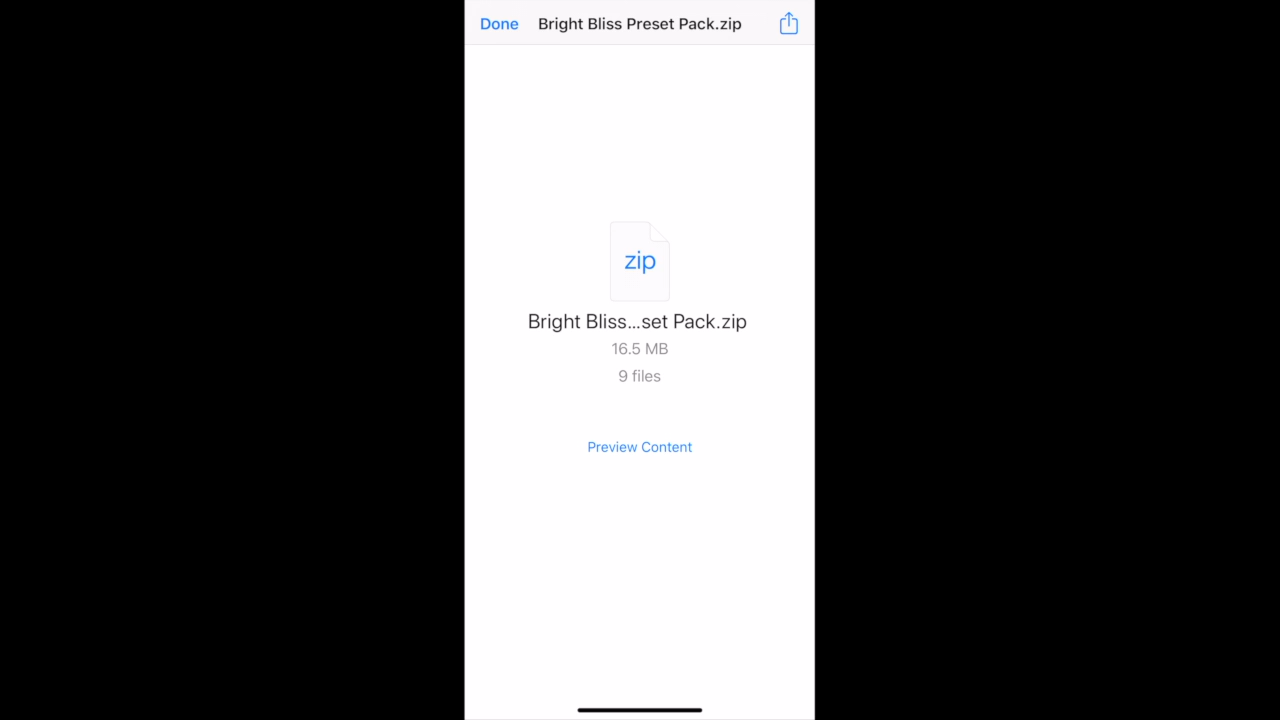 Done Bright Bliss Preset Pack.zip
zip
Bright Bliss...set Pack.zip
16.5 MB
9 files
Preview Content